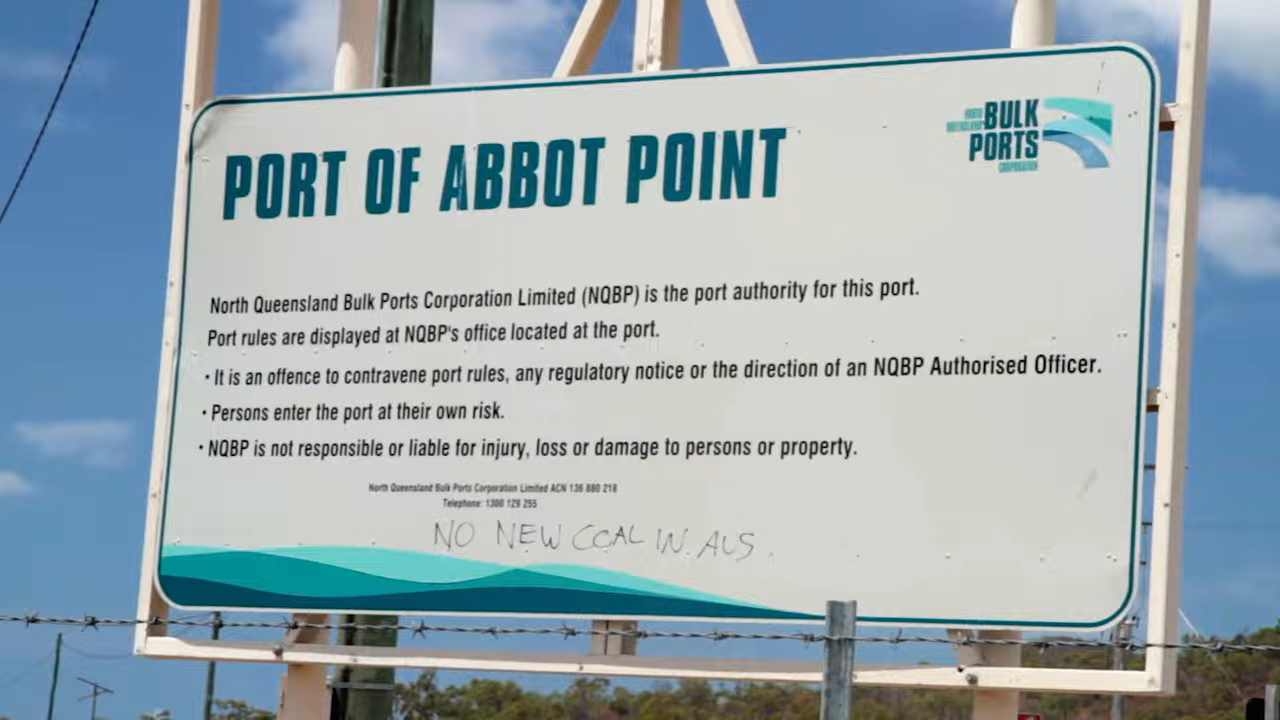 PORT OF ABBOT POINT
NORTH
QUEENSLAND
BULK
PORTS
CORPORATION
North Queensland Bulk Ports Corporation Limited (NQBP) is the port authority for this port.
Port rules are displayed at NQBP's office located at the port.
• It is an offence to contravene port rules, any regulatory notice or the direction of an NQBP Authorised Officer.
• Persons enter the port at their own risk.
• NQBP is not responsible or liable for injury, loss or damage to persons or property.
North Queensland Bulk Ports Corporation Limited ACN 136 880 218
Telephone: 1300 129 255
NO NEW COAL IN AUS.